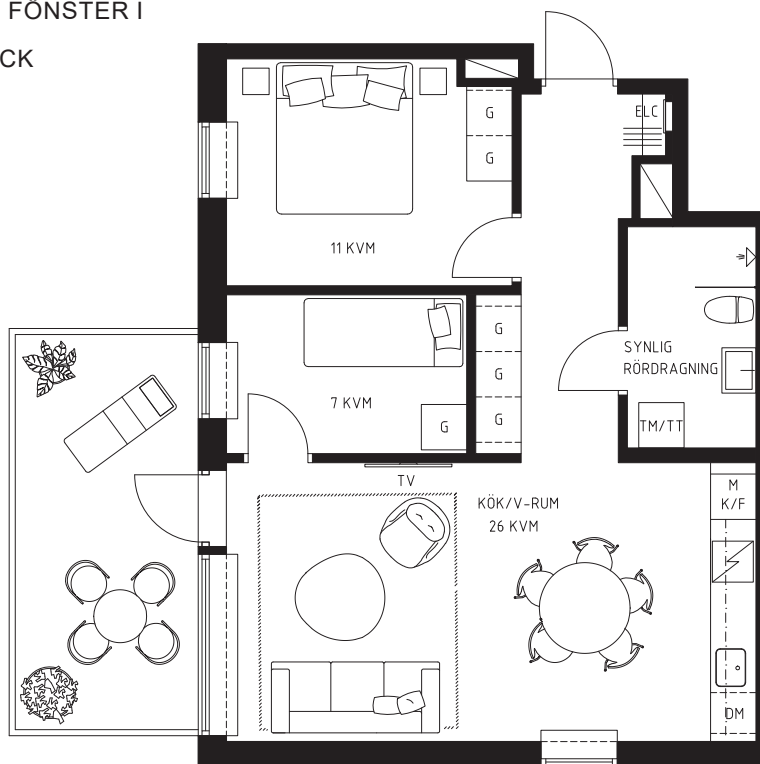 FÖNSTER I
CK
ELC
G
G
11 KVM
G
SYNLIG
RÖRDRAGNING
G
7 KVM
G
G
TM/TT
TV
M
K/F
KÖK/V-RUM
26 KVM
DM